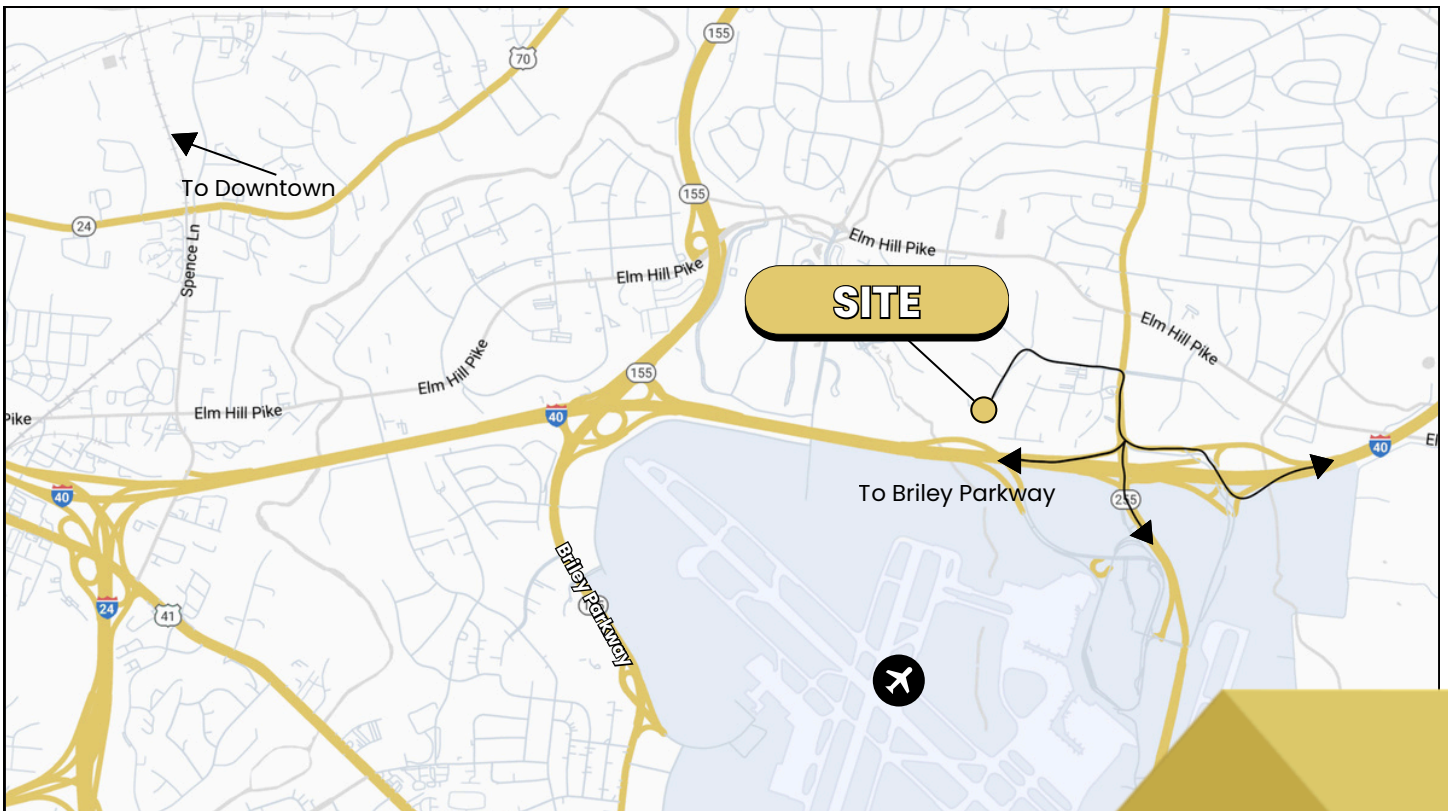 155
70
To Downtown
155
24
Spence Ln
Elm Hill Pike
Elm Hill Pike
SITE
Elm Hill Pike
155
Elm Hill Pike
Pike
Elm Hill Pike
40
40
To Briley Parkway
40
255
Briley Parkway
24
41